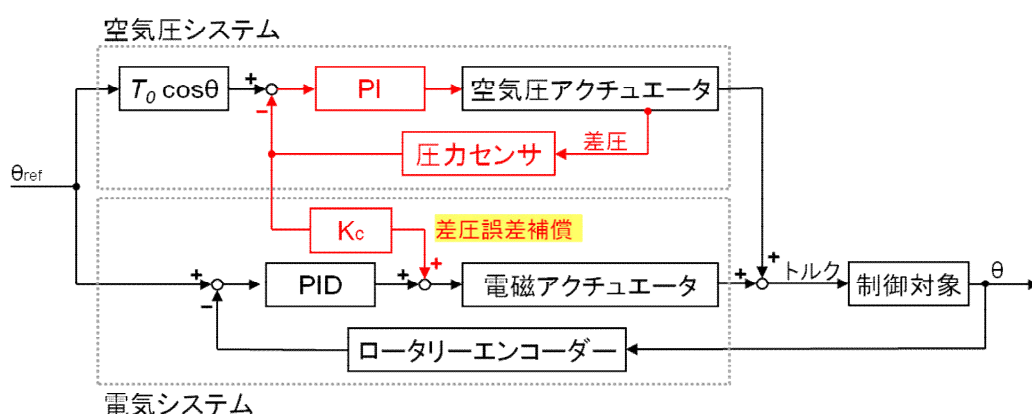 空気圧システム
T₀ cosθ
+
−
PI
空気圧アクチュエータ
差圧
圧力センサ
θref
Kc
差圧誤差補償
+
−
PID
+
+
電磁アクチュエータ
+
+
トルク
制御対象
θ
ロータリーエンコーダー
電気システム